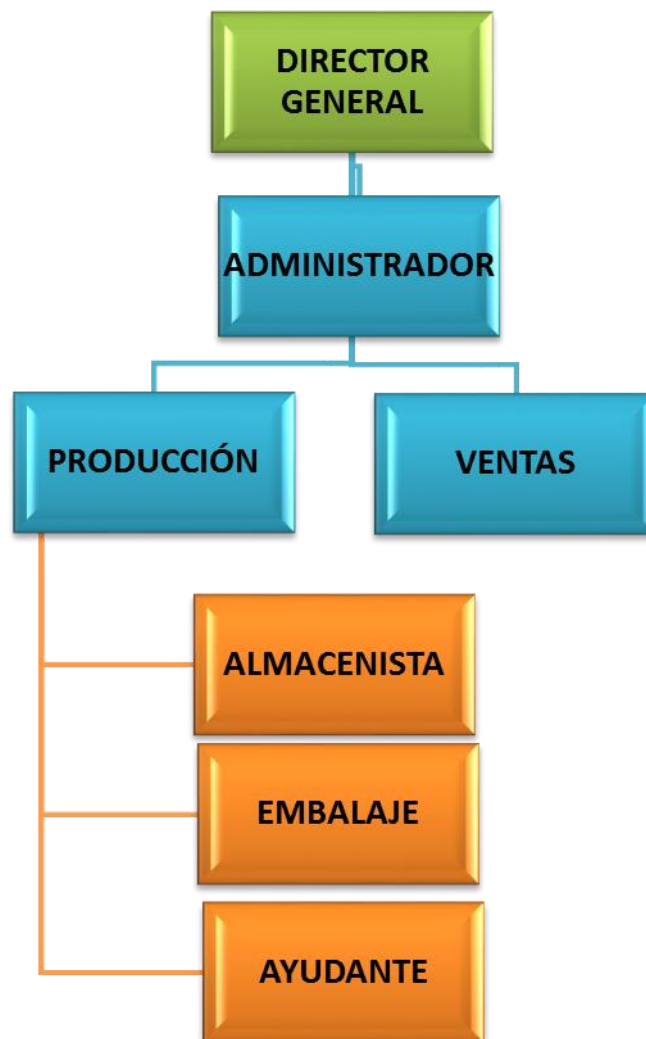 DIRECTOR
GENERAL
ADMINISTRADOR
PRODUCCIÓN
VENTAS
ALMACENISTA
EMBALAJE
AYUDANTE